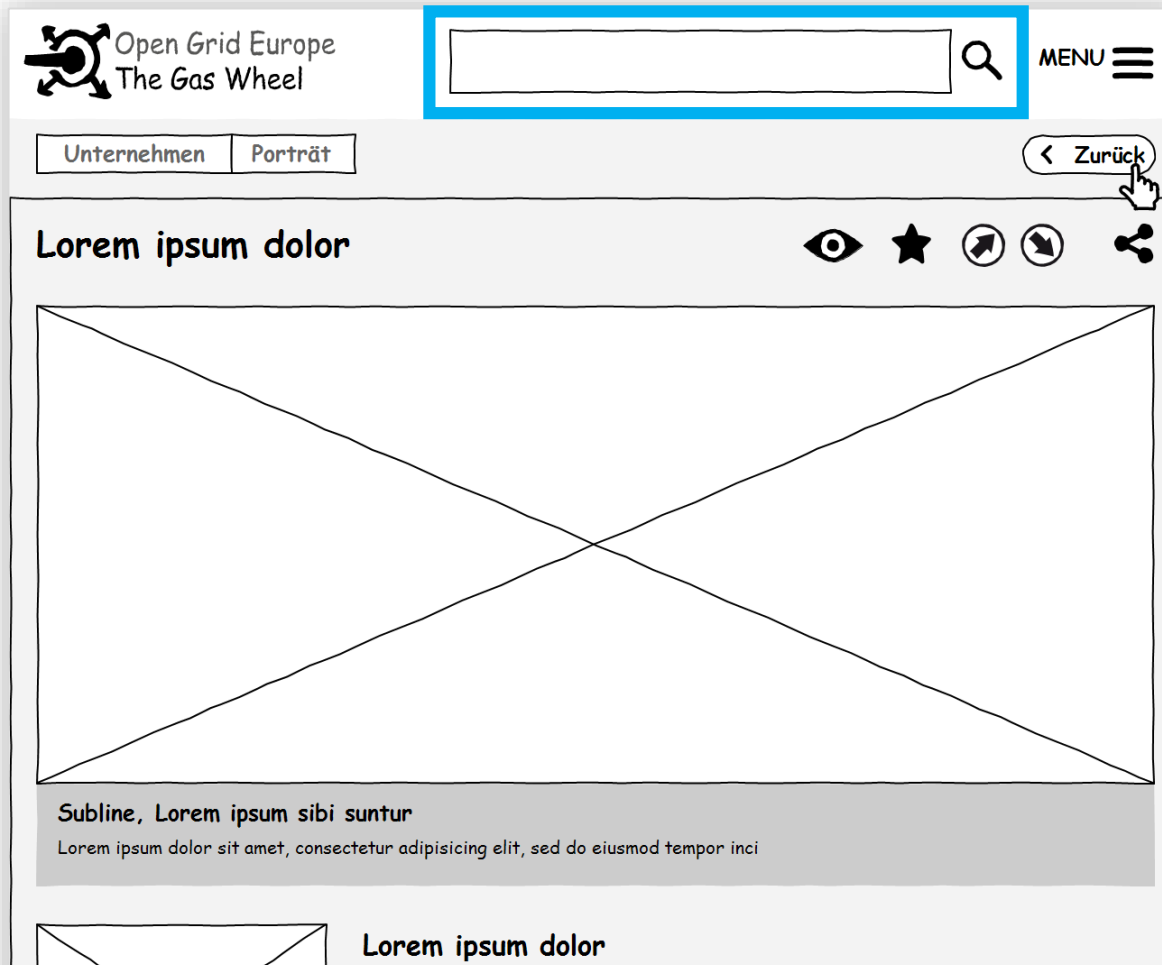 Open Grid Europe
The Gas Wheel
MENU
Unternehmen Porträt
Zurück
Lorem ipsum dolor
Subline, Lorem ipsum sibi suntur
Lorem ipsum dolor sit amet, consectetur adipisicing elit, sed do eiusmod tempor inci
Lorem ipsum dolor